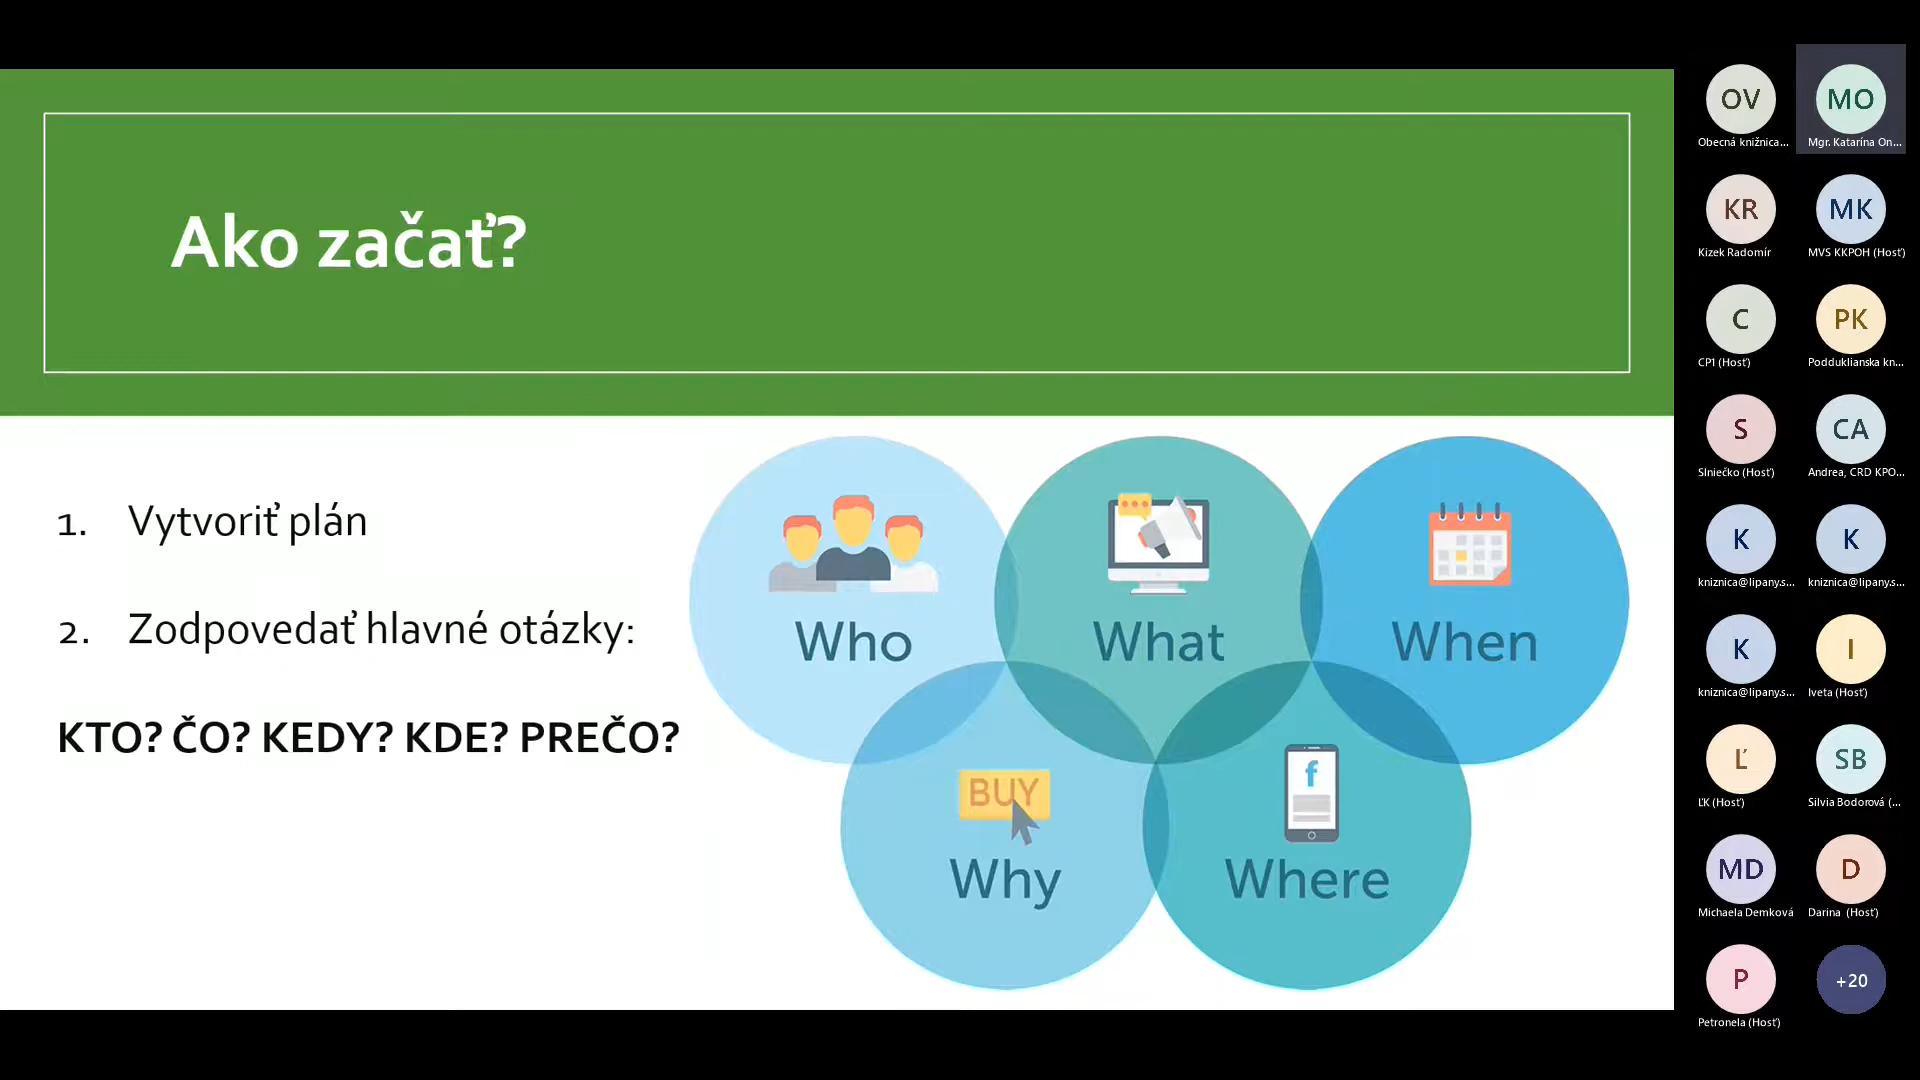 Ako začať?
1. Vytvoriť plán
2. Zodpovedať hlavné otázky:
KTO? ČO? KEDY? KDE? PREČO?
Who
What
When
BUY
Why
f
Where
OV
Obecná knižnica...
MO
Mgr. Katarína On...
KR
Kizek Radomír
MK
MVS KKPOH (Hosť)
C
CP1 (Hosť)
PK
Podduklianska kn...
S
Slniečko (Hosť)
CA
Andrea, CRD KPO...
K
kniznica@lipany.s...
K
kniznica@lipany.s...
K
kniznica@lipany.s...
I
Iveta (Hosť)
Ľ
ĽK (Hosť)
SB
Silvia Bodorová (...
MD
Michaela Demková
D
Darina (Hosť)
P
Petronela (Hosť)
+20